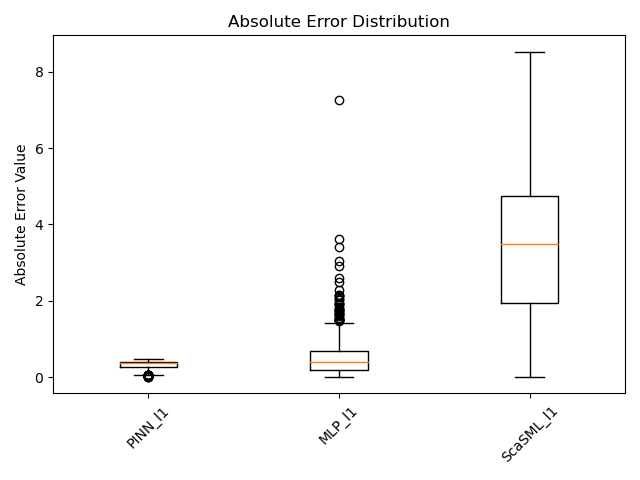 Absolute Error Distribution
Absolute Error Value
8
6
4
2
0
PINN_l1
MLP_l1
ScaSML_l1